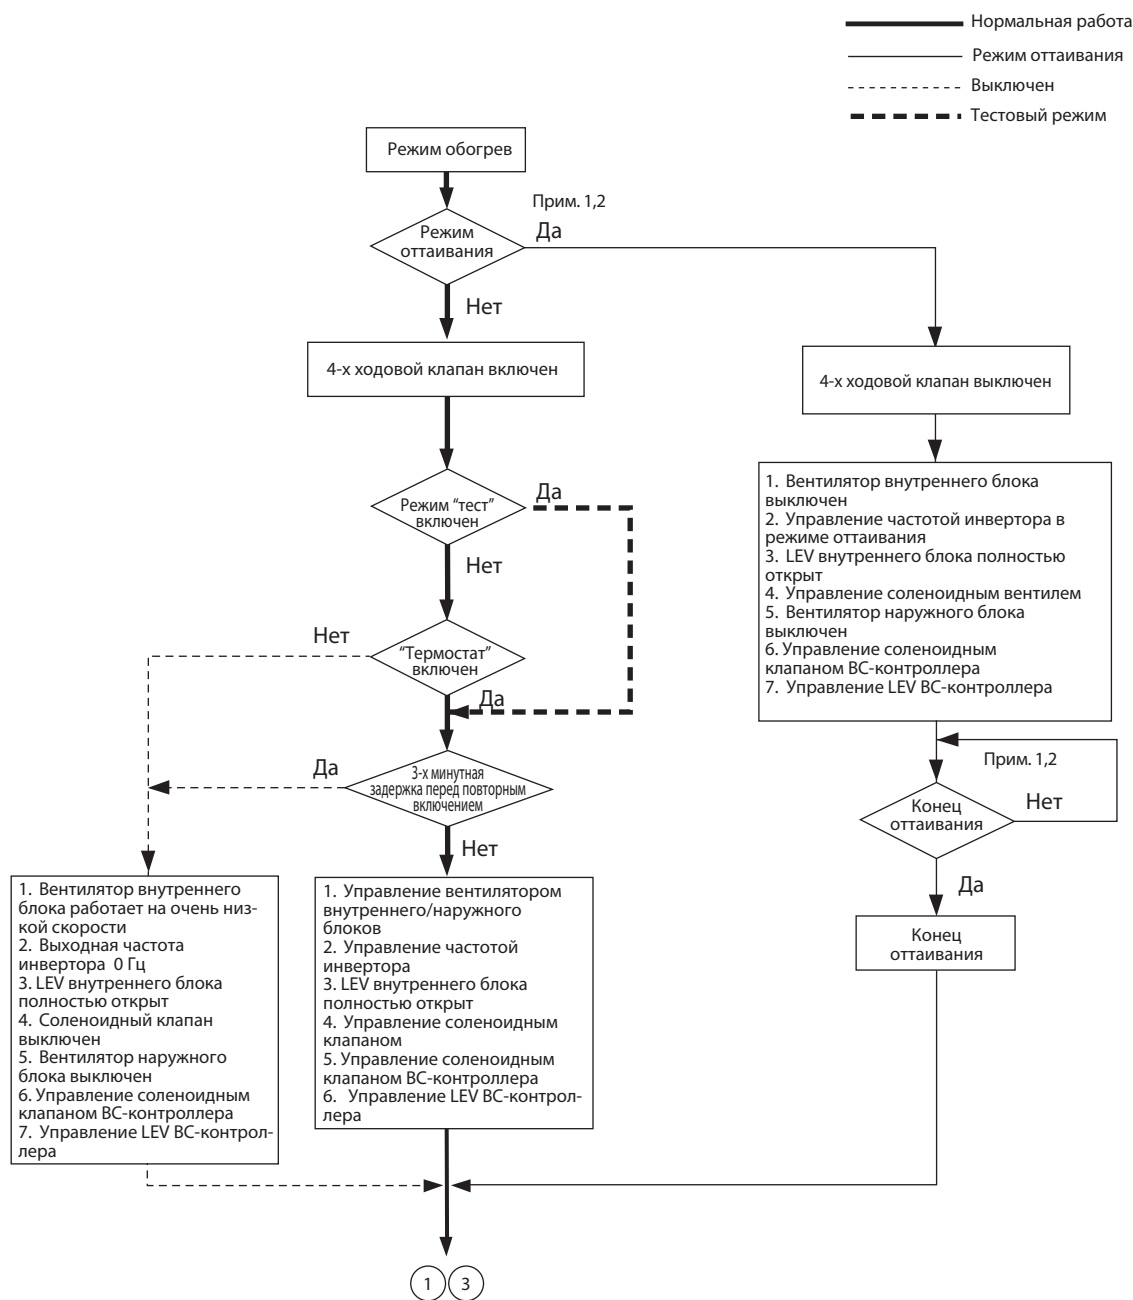 Нормальная работа
Режим оттаивания
Выключен
Тестовый режим
Режим обогрев
Прим. 1,2
Режим
оттаивания
Да
Нет
4-х ходовой клапан включен
4-х ходовой клапан выключен
Режим "тест"
включен
Да
Нет
1. Вентилятор внутреннего блока
выключен
2. Управление частотой инвертора в
режиме оттаивания
3. LEV внутреннего блока полностью
открыт
4. Управление соленоидным вентилем
5. Вентилятор наружного блока
выключен
6. Управление соленоидным
клапаном BC-контроллера
7. Управление LEV BC-контроллера
Нет
"Термостат"
включен
Да
Да
3-х минутная
задержка перед повторным
включением
Нет
Прим. 1,2
Конец
оттаивания
Нет
Да
Конец
оттаивания
1. Вентилятор внутреннего
блока работает на очень низ-
кой скорости
2. Выходная частота
инвертора 0 Гц
3. LEV внутреннего блока
полностью открыт
4. Соленоидный клапан
выключен
5. Вентилятор наружного
блока выключен
6. Управление соленоидным
клапаном BC-контроллера
7. Управление LEV BC-контрол-
лера
1. Управление вентилятором
внутреннего/наружного
блоков
2. Управление частотой
инвертора
3. LEV внутреннего блока
полностью открыт
4. Управление соленоидным
клапаном
5. Управление соленоидным
клапаном BC-контроллера
6. Управление LEV BC-контрол-
лера
1 3